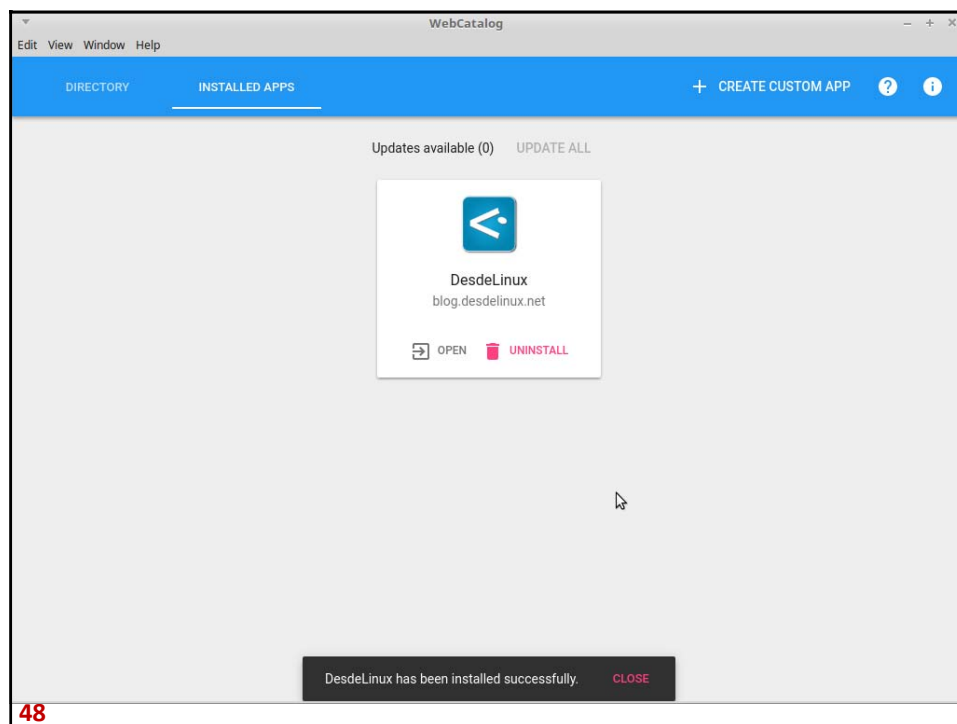 WebCatalog
Edit View Window Help
DIRECTORY INSTALLED APPS + CREATE CUSTOM APP ? i
Updates available (0) UPDATE ALL
DesdeLinux
blog.desdelinux.net
OPEN UNINSTALL
DesdeLinux has been installed successfully. CLOSE
48